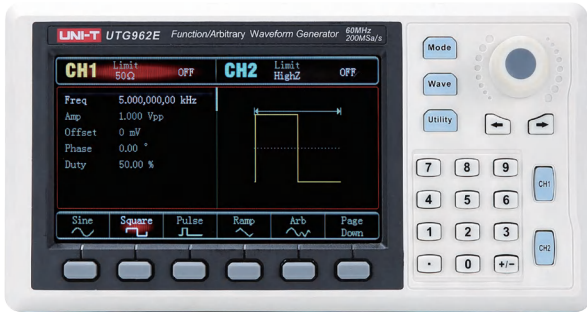 UNI-T UTG962E Function/Arbitrary Waveform Generator 60MHz 200MSa/s
CH1 Limit 50Ω OFF CH2 Limit HighZ OFF
Freq 5.000,000,00 kHz
Amp 1.000 Vpp
Offset 0 mV
Phase 0.00 °
Duty 50.00 %
Sine Square Pulse Ramp Arb Page Down
Mode
Wave
Utility
7 8 9
CH1
4 5 6
1 2 3
CH2
. 0 +/-